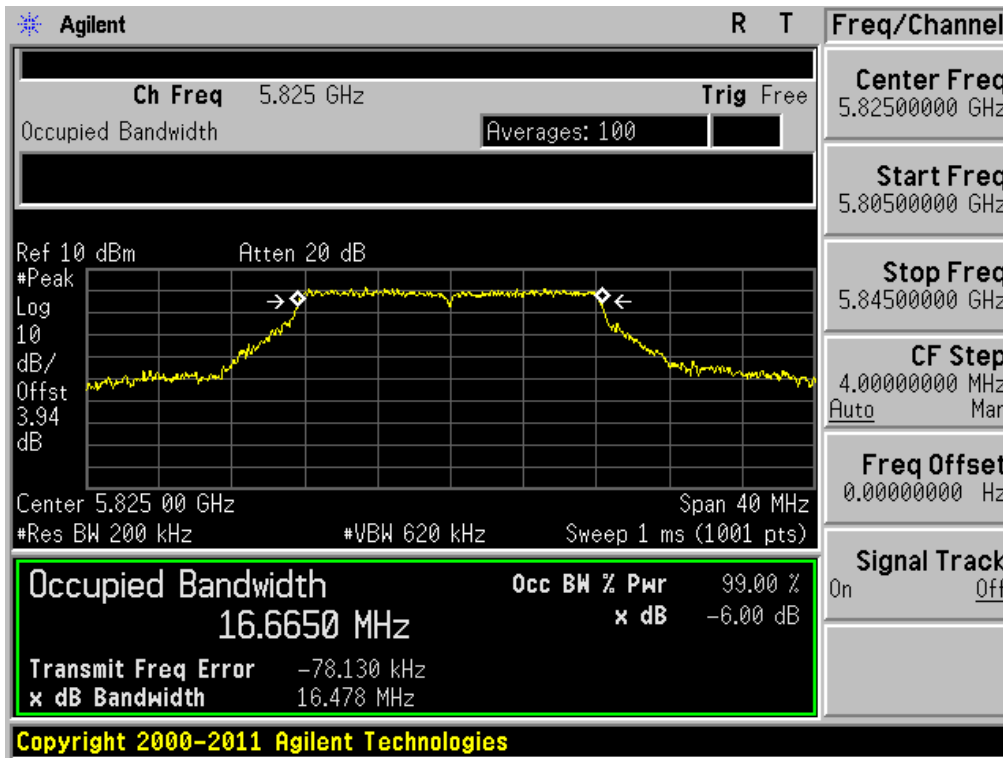 Agilent R T
Freq/Channel
Ch Freq 5.825 GHz Trig Free
Occupied Bandwidth Averages: 100
Center Freq
5.82500000 GHz
Start Freq
5.80500000 GHz
Stop Freq
5.84500000 GHz
CF Step
4.00000000 MHz
Auto Man
Freq Offset
0.00000000 Hz
Signal Track
On Off
Ref 10 dBm Atten 20 dB
#Peak
Log
10
dB/
Offst
3.94
dB
Center 5.825 00 GHz Span 40 MHz
#Res BW 200 kHz #VBW 620 kHz Sweep 1 ms (1001 pts)
Occupied Bandwidth Occ BW % Pwr 99.00 %
16.6650 MHz x dB -6.00 dB
Transmit Freq Error -78.130 kHz
x dB Bandwidth 16.478 MHz
Copyright 2000-2011 Agilent Technologies